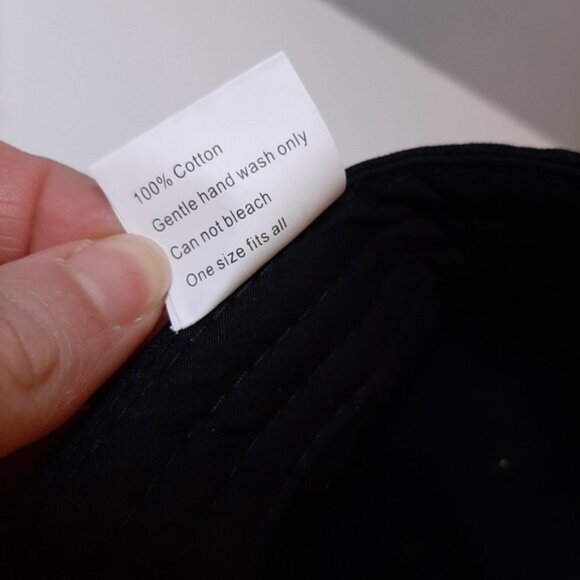 100% Cotton
Gentle hand wash only
Can not bleach
One size fits all